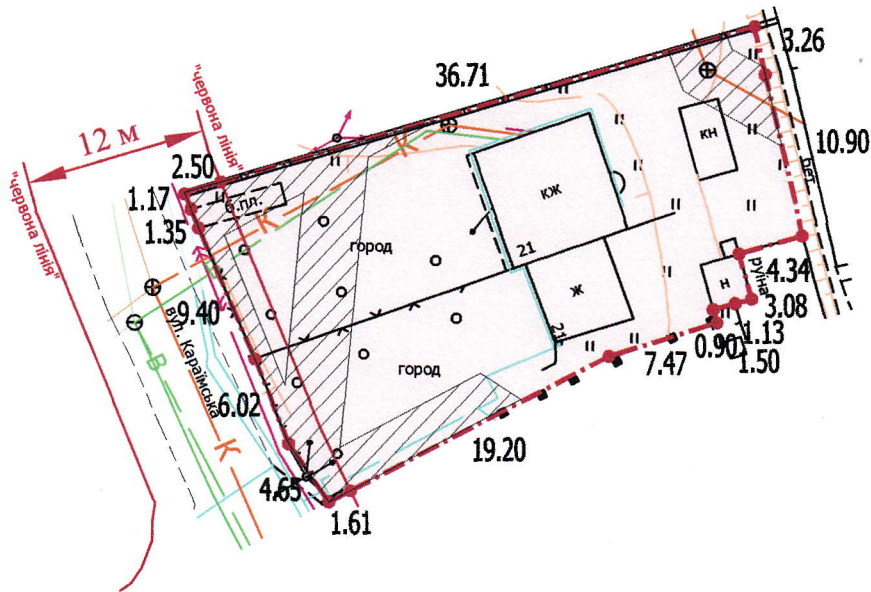 3.26
36.71
"червона лінія"
12 м
10.90
2.50
КН
"червона лінія"
1.17
К
ц
б.пл.
КЖ
бет
1.35
К
город
21
руїна
4.34
Ж
Н
3.08
9.40
вул. Караїмська
21
1.13
0.90
1.50
7.47
город
В
6.02
К
19.20
4.65
1.61